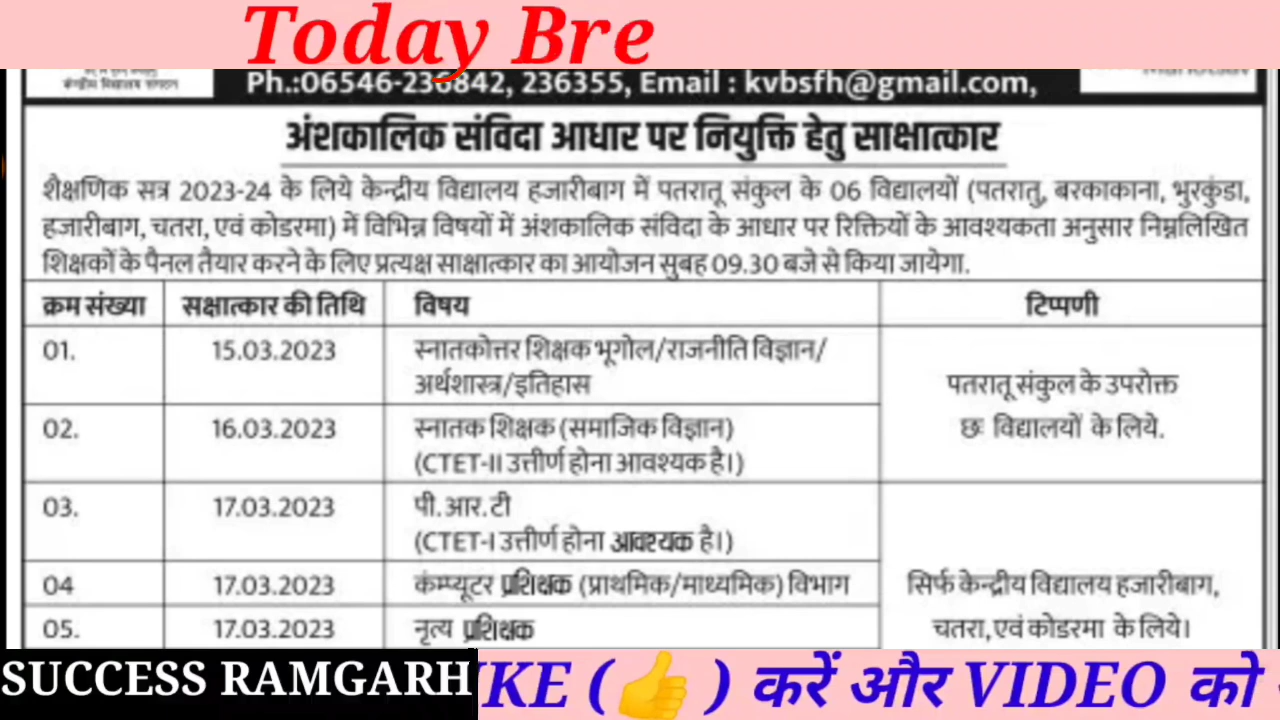 Today Bre
केन्द्रीय विद्यालय संगठन
Ph.:06546-236842, 236355, Email : kvbsfh@gmail.com,
अंशकालिक संविदा आधार पर नियुक्ति हेतु साक्षात्कार
शैक्षणिक सत्र 2023-24 के लिये केन्द्रीय विद्यालय हजारीबाग में पतरातू संकुल के 06 विद्यालयों (पतरातु, बरकाकाना, भुरकुंडा,
हजारीबाग, चतरा, एवं कोडरमा) में विभिन्न विषयों में अंशकालिक संविदा के आधार पर रिक्तियों के आवश्यकता अनुसार निम्नलिखित
शिक्षकों के पैनल तैयार करने के लिए प्रत्यक्ष साक्षात्कार का आयोजन सुबह 09.30 बजे से किया जायेगा.
क्रम संख्या सक्षात्कार की तिथि विषय टिप्पणी
01. 15.03.2023 स्नातकोत्तर शिक्षक भूगोल/राजनीति विज्ञान/
अर्थशास्त्र/इतिहास
पतरातू संकुल के उपरोक्त
छः विद्यालयों के लिये.
02. 16.03.2023 स्नातक शिक्षक (समाजिक विज्ञान)
(CTET-II उत्तीर्ण होना आवश्यक है।)
03. 17.03.2023 पी.आर.टी
(CTET-I उत्तीर्ण होना आवश्यक है।)
04 17.03.2023 कंम्प्यूटर प्रशिक्षक (प्राथमिक/माध्यमिक) विभाग
05. 17.03.2023 नृत्य प्रशिक्षक
सिर्फ केन्द्रीय विद्यालय हजारीबाग,
चतरा, एवं कोडरमा के लिये।
SUCCESS RAMGARH
IKE (👍) करें और VIDEO को